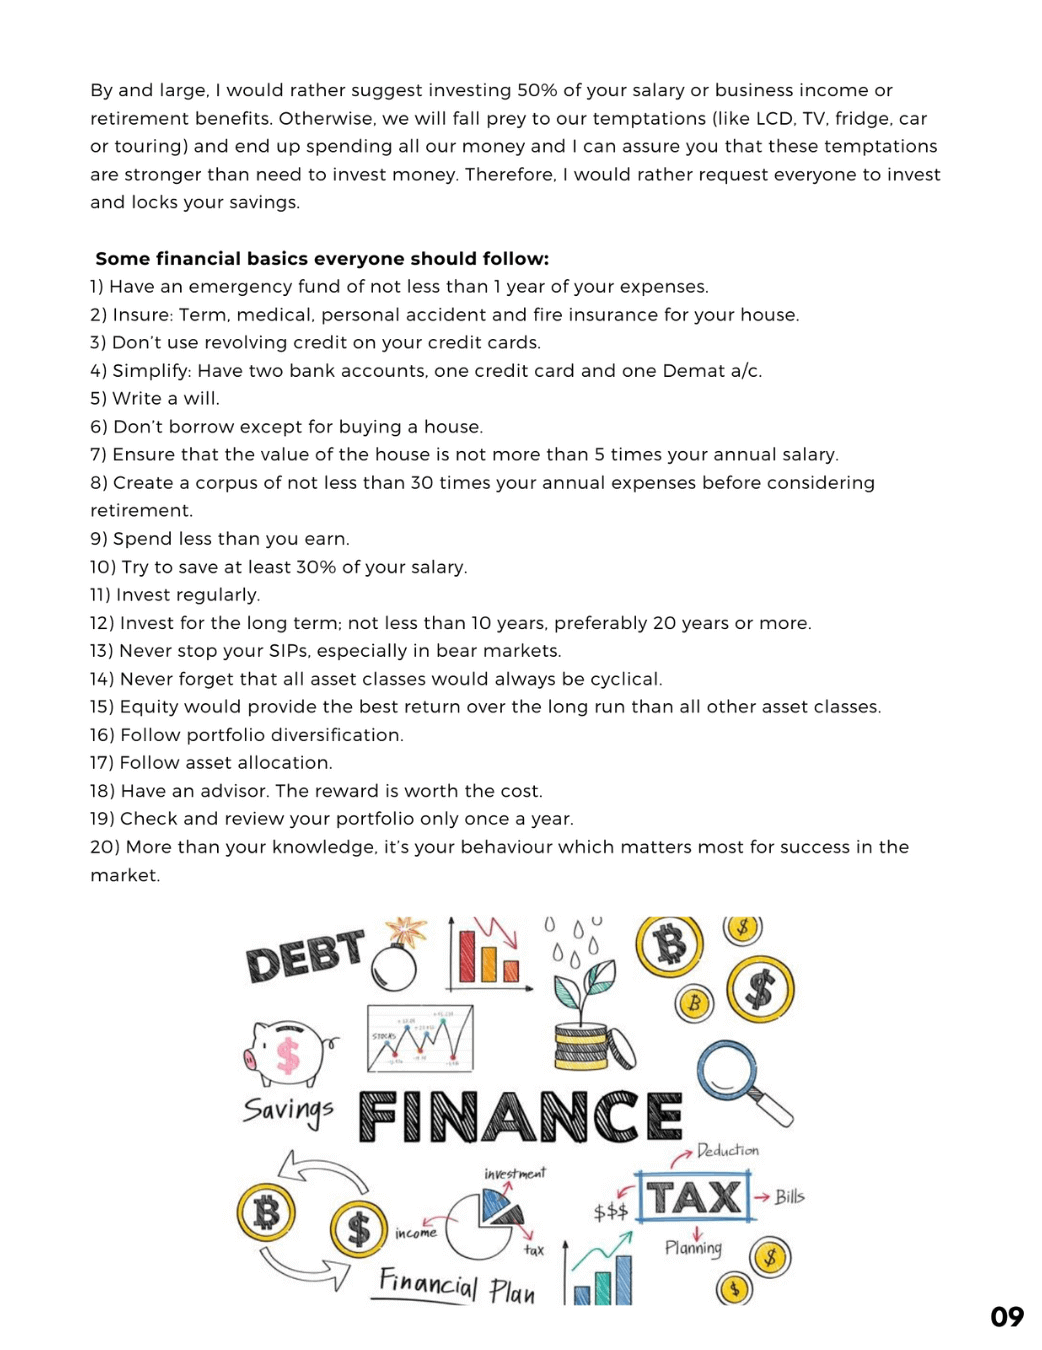 By and large, I would rather suggest investing 50% of your salary or business income or
retirement benefits. Otherwise, we will fall prey to our temptations (like LCD, TV, fridge, car
or touring) and end up spending all our money and I can assure you that these temptations
are stronger than need to invest money. Therefore, I would rather request everyone to invest
and locks your savings.
Some financial basics everyone should follow:
1) Have an emergency fund of not less than 1 year of your expenses.
2) Insure: Term, medical, personal accident and fire insurance for your house.
3) Don't use revolving credit on your credit cards.
4) Simplify: Have two bank accounts, one credit card and one Demat a/c.
5) Write a will.
6) Don't borrow except for buying a house.
7) Ensure that the value of the house is not more than 5 times your annual salary.
8) Create a corpus of not less than 30 times your annual expenses before considering
retirement.
9) Spend less than you earn.
10) Try to save at least 30% of your salary.
11) Invest regularly.
12) Invest for the long term; not less than 10 years, preferably 20 years or more.
13) Never stop your SIPs, especially in bear markets.
14) Never forget that all asset classes would always be cyclical.
15) Equity would provide the best return over the long run than all other asset classes.
16) Follow portfolio diversification.
17) Follow asset allocation.
18) Have an advisor. The reward is worth the cost.
19) Check and review your portfolio only once a year.
20) More than your knowledge, it's your behaviour which matters most for success in the
market.
DEBT
STOCKS
Savings
FINANCE
Deduction
investment
TAX
Bills
$$$
income
tax
Planning
Financial Plan
09